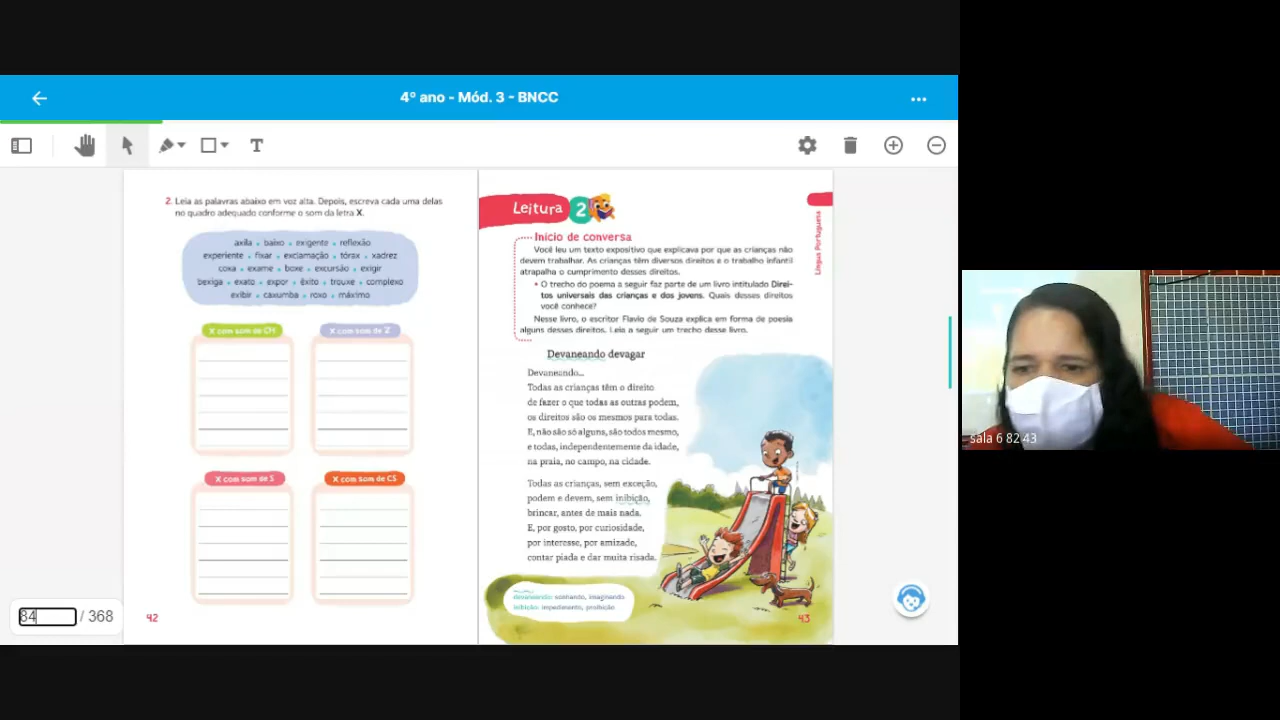 4º ano - Mód. 3 - BNCC
T
2. Leia as palavras abaixo em voz alta. Depois, escreva cada uma delas
no quadro adequado conforme o som da letra X.
axila • baixo • exigente • reflexão
experiente • fixar • exclamação • tórax • xadrez
coxa • exame • boxe • excursão • exigir
bexiga • exato • expor • êxito • trouxe • complexo
exibir • caxumba • roxo • máximo
X com som de CH
X com som de Z
X com som de S
X com som de CS
42
84 / 368
Leitura 2
Língua Portuguesa
Início de conversa
Você leu um texto expositivo que explicava por que as crianças não
devem trabalhar. As crianças têm diversos direitos e o trabalho infantil
atrapalha o cumprimento desses direitos.
• O trecho do poema a seguir faz parte de um livro intitulado Direi-
tos universais das crianças e dos jovens. Quais desses direitos
você conhece?
Nesse livro, o escritor Flavio de Souza explica em forma de poesia
alguns desses direitos. Leia a seguir um trecho desse livro.
Devaneando devagar
Devaneando...
Todas as crianças têm o direito
de fazer o que todas as outras podem,
os direitos são os mesmos para todas.
E, não são só alguns, são todos mesmo,
e todas, independentemente da idade,
na praia, no campo, na cidade.
Todas as crianças, sem exceção,
podem e devem, sem inibição,
brincar, antes de mais nada.
E, por gosto, por curiosidade,
por interesse, por amizade,
contar piada e dar muita risada.
devaneando: sonhando, imaginando
inibição: impedimento, proibição
43
sala 6 82 43